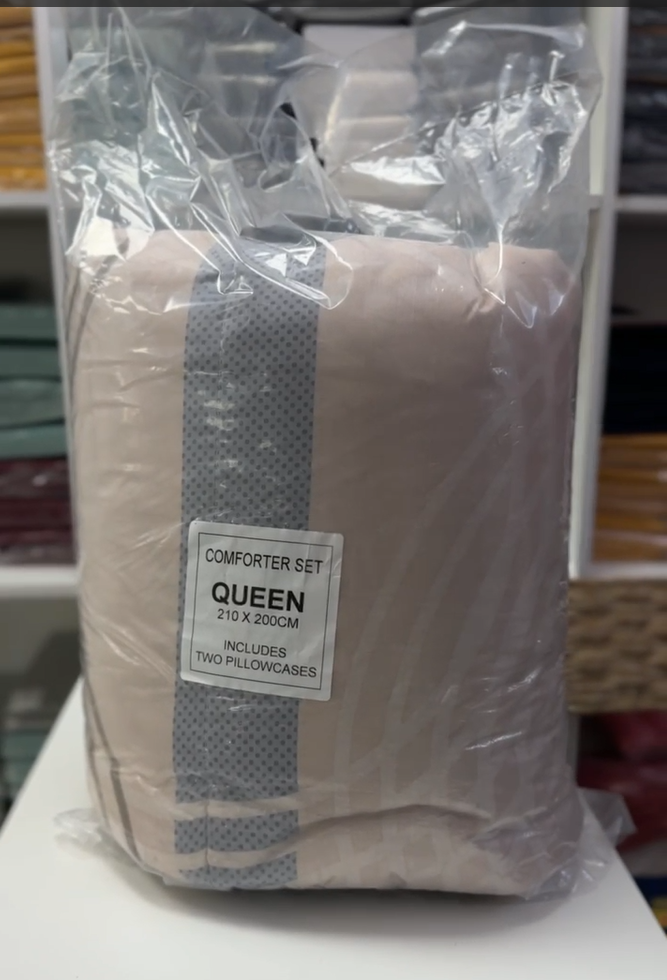 COMFORTER SET
QUEEN
210 X 200CM
INCLUDES
TWO PILLOWCASES